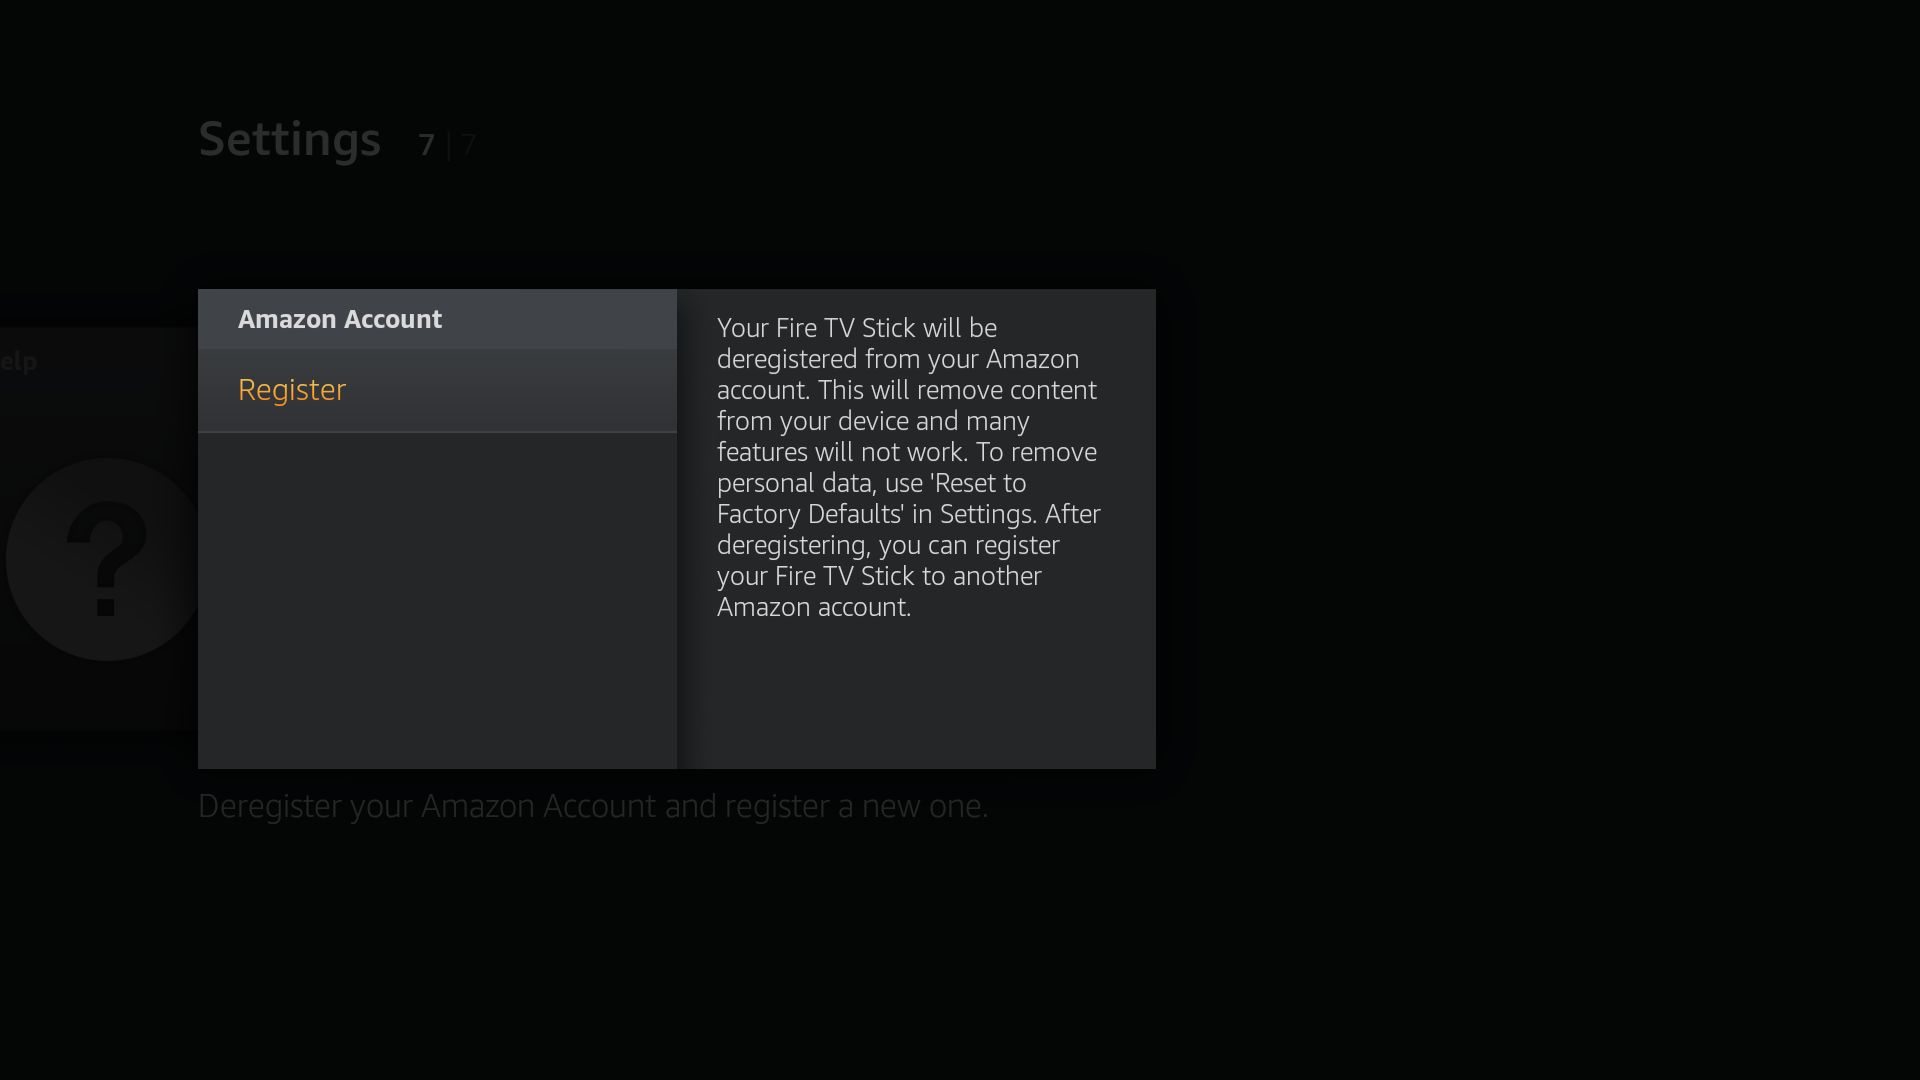 Settings 7 | 7
elp
Amazon Account
Register
Your Fire TV Stick will be
deregistered from your Amazon
account. This will remove content
from your device and many
features will not work. To remove
personal data, use 'Reset to
Factory Defaults' in Settings. After
deregistering, you can register
your Fire TV Stick to another
Amazon account.
?
Deregister your Amazon Account and register a new one.